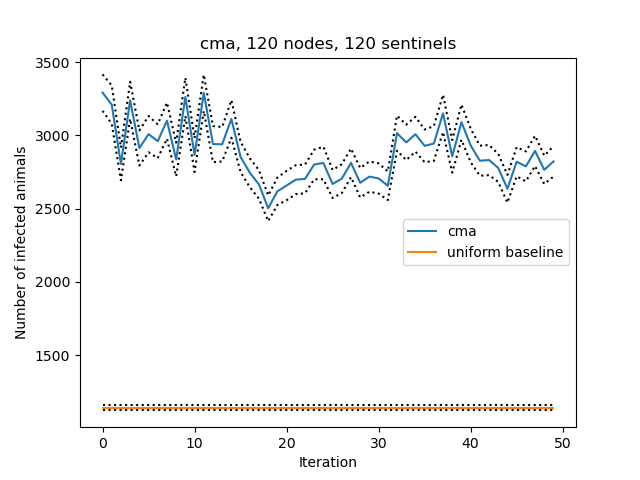 cma, 120 nodes, 120 sentinels
3500
3000
2500
2000
1500
Number of infected animals
cma
uniform baseline
0 10 20 30 40 50
Iteration